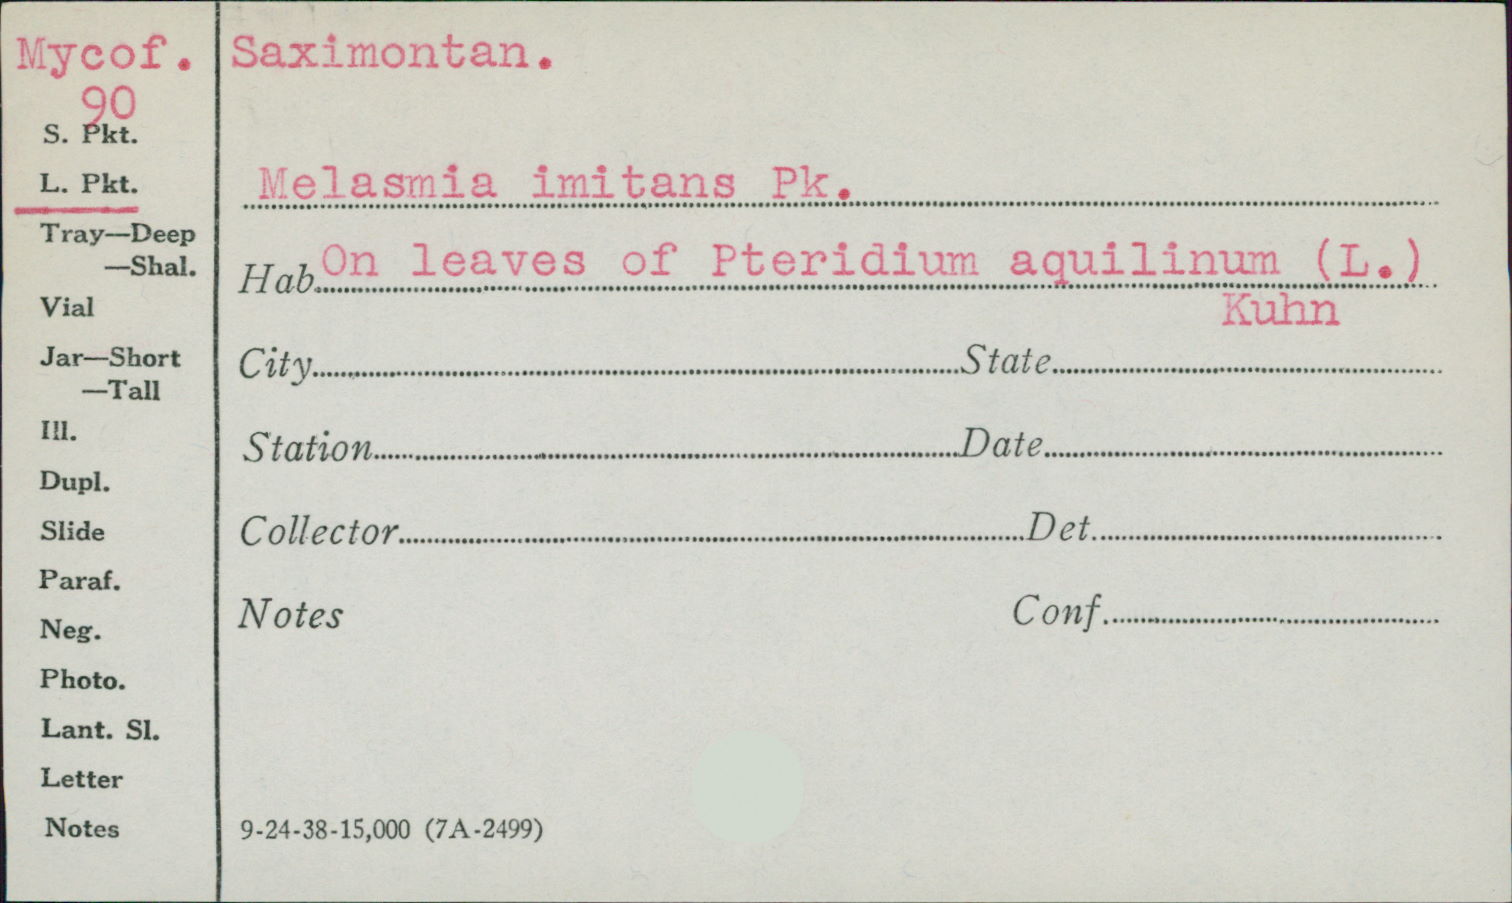 Mycof. Saximontan.
90
S. Pkt.
L. Pkt.
Tray—Deep
—Shal.
Vial
Jar—Short
—Tall
Ill.
Dupl.
Slide
Paraf.
Neg.
Photo.
Lant. Sl.
Letter
Notes
Melasmia imitans Pk.
Hab. On leaves of Pteridium aquilinum (L.)
Kuhn
City State
Station Date
Collector Det.
Notes Conf.
9-24-38-15,000 (7A-2499)